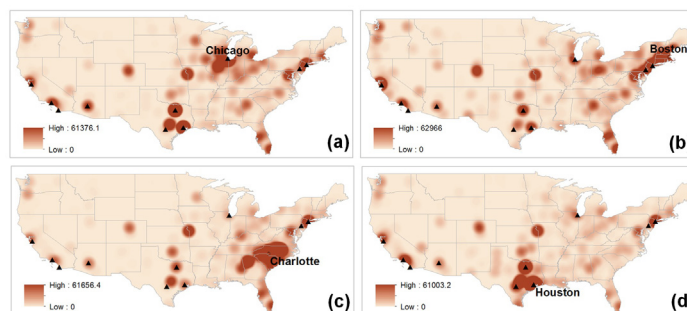 Chicago
High : 61376.1
Low : 0
(a)
Boston
High : 62966
Low : 0
(b)
Charlotte
High : 61656.4
Low : 0
(c)
Houston
High : 61003.2
Low : 0
(d)